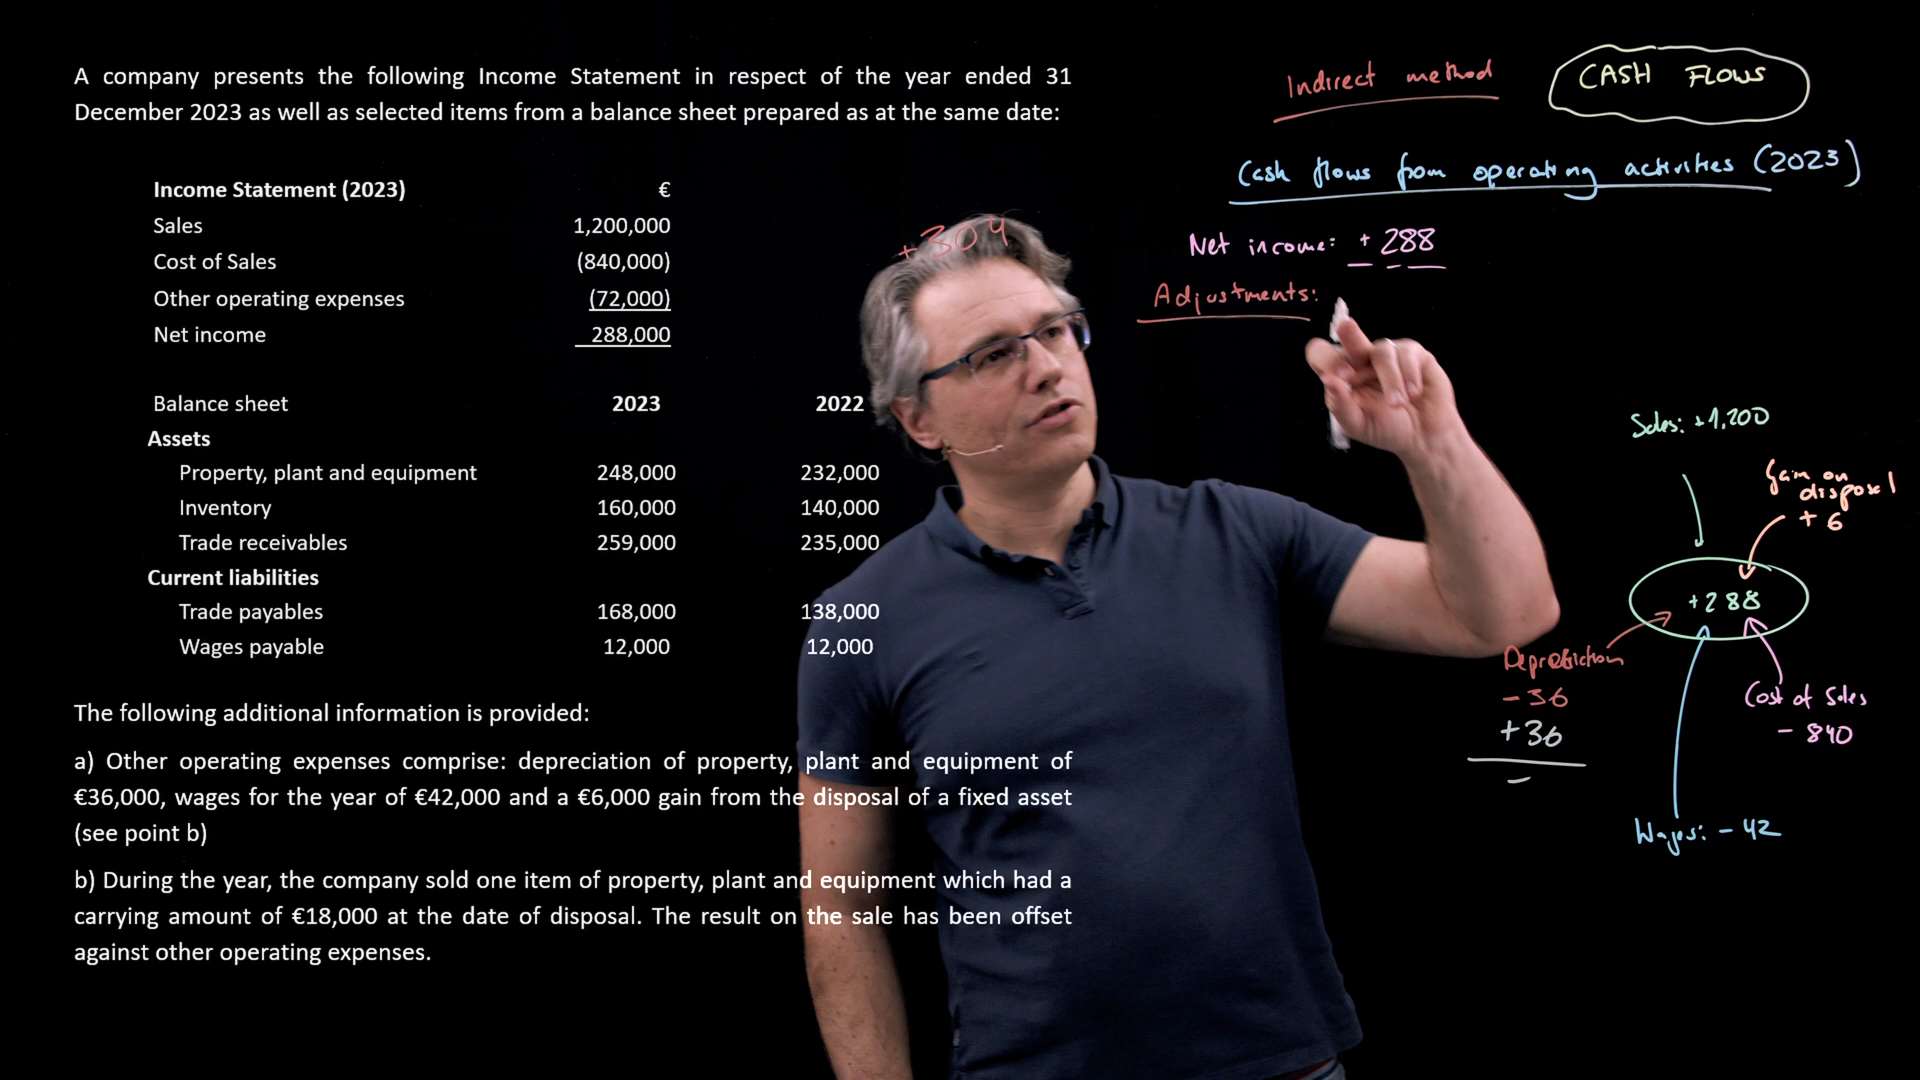 A company presents the following Income Statement in respect of the year ended 31
December 2023 as well as selected items from a balance sheet prepared as at the same date:
Income Statement (2023) €
Sales 1,200,000
Cost of Sales (840,000)
Other operating expenses (72,000)
Net income 288,000
Balance sheet 2023 2022
Assets
Property, plant and equipment 248,000 232,000
Inventory 160,000 140,000
Trade receivables 259,000 235,000
Current liabilities
Trade payables 168,000 138,000
Wages payable 12,000 12,000
The following additional information is provided:
a) Other operating expenses comprise: depreciation of property, plant and equipment of
€36,000, wages for the year of €42,000 and a €6,000 gain from the disposal of a fixed asset
(see point b)
b) During the year, the company sold one item of property, plant and equipment which had a
carrying amount of €18,000 at the date of disposal. The result on the sale has been offset
against other operating expenses.
+304
Indirect method
CASH FLOWS
Cash flows from operating activities (2023)
Net income: + 288
Adjustments:
Sales: +1,200
Gain on
disposal
+ 6
+288
Depreciation
- 36
+36
-
Cost of Sales
- 840
Wages: - 42